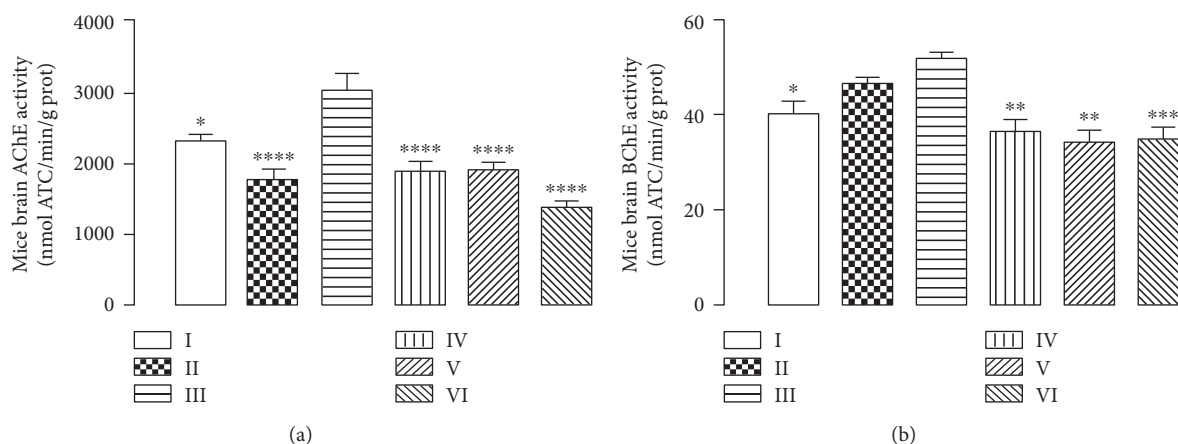 Mice brain AChE activity
(nmol ATC/min/g prot)
4000
3000
2000
1000
0
*
****
****
****
****
I
II
III
IV
V
VI
(a)
Mice brain BChE activity
(nmol ATC/min/g prot)
60
40
20
0
*
**
**
***
I
II
III
IV
V
VI
(b)